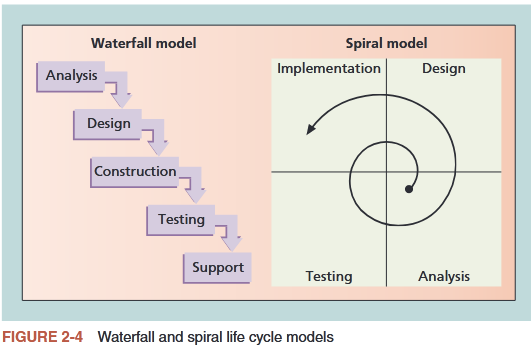 Waterfall model
Analysis
Design
Construction
Testing
Support
Spiral model
Implementation
Design
Testing
Analysis
FIGURE 2-4 Waterfall and spiral life cycle models